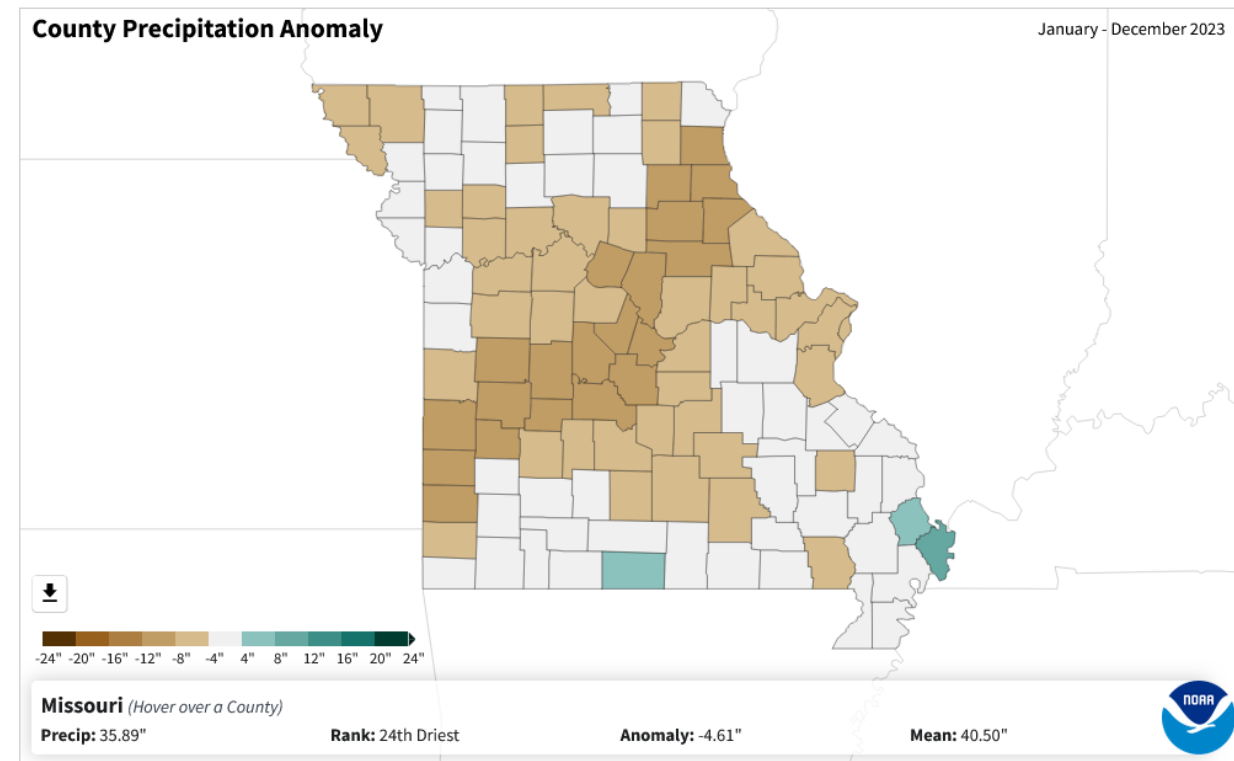 County Precipitation Anomaly
January - December 2023
-24" -20" -16" -12" -8" -4" 4" 8" 12" 16" 20" 24"
Missouri (Hover over a County)
Precip: 35.89" Rank: 24th Driest Anomaly: -4.61" Mean: 40.50"
NOAA